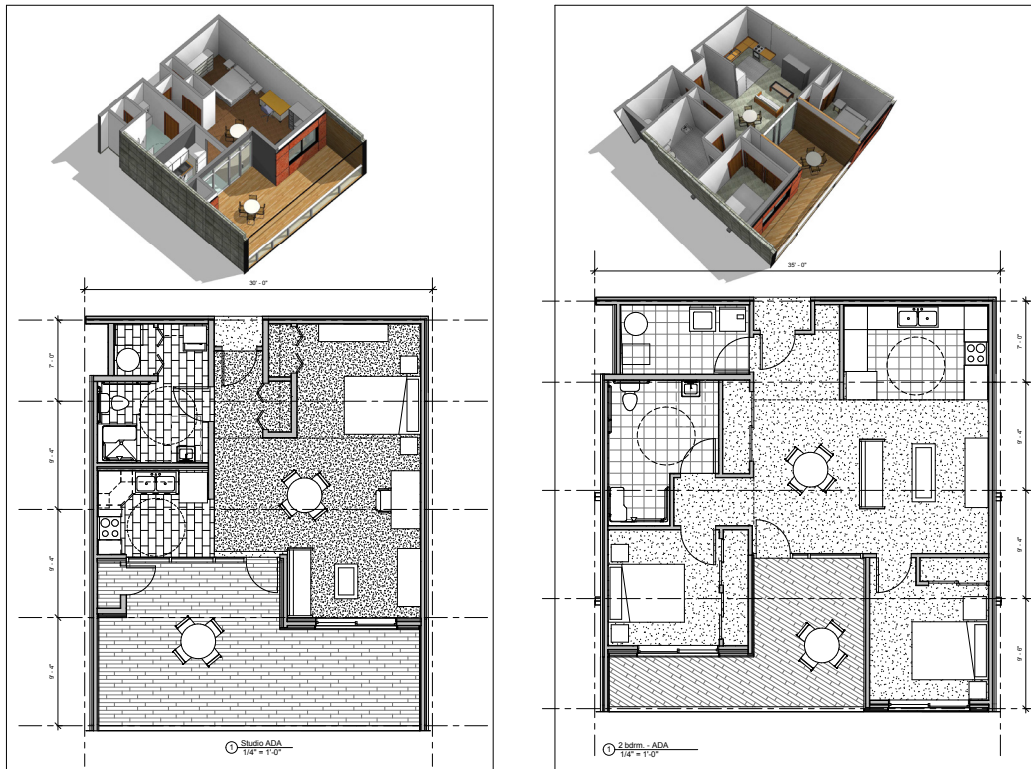 30' - 0"
7' - 0"
9' - 4"
9' - 4"
9' - 4"
1 Studio ADA
1/4" = 1'-0"
35' - 0"
7' - 0"
9' - 4"
9' - 4"
9' - 6"
1 2 bdrm. - ADA
1/4" = 1'-0"